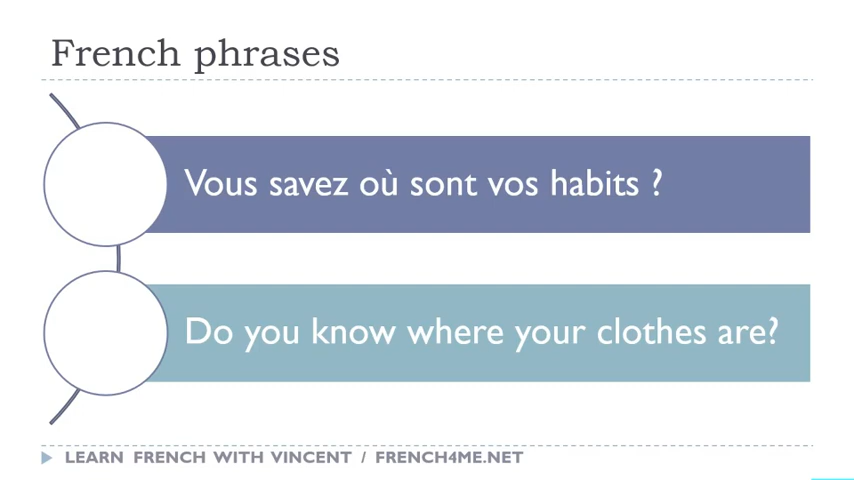 French phrases
Vous savez où sont vos habits ?
Do you know where your clothes are?
LEARN FRENCH WITH VINCENT / FRENCH4ME.NET